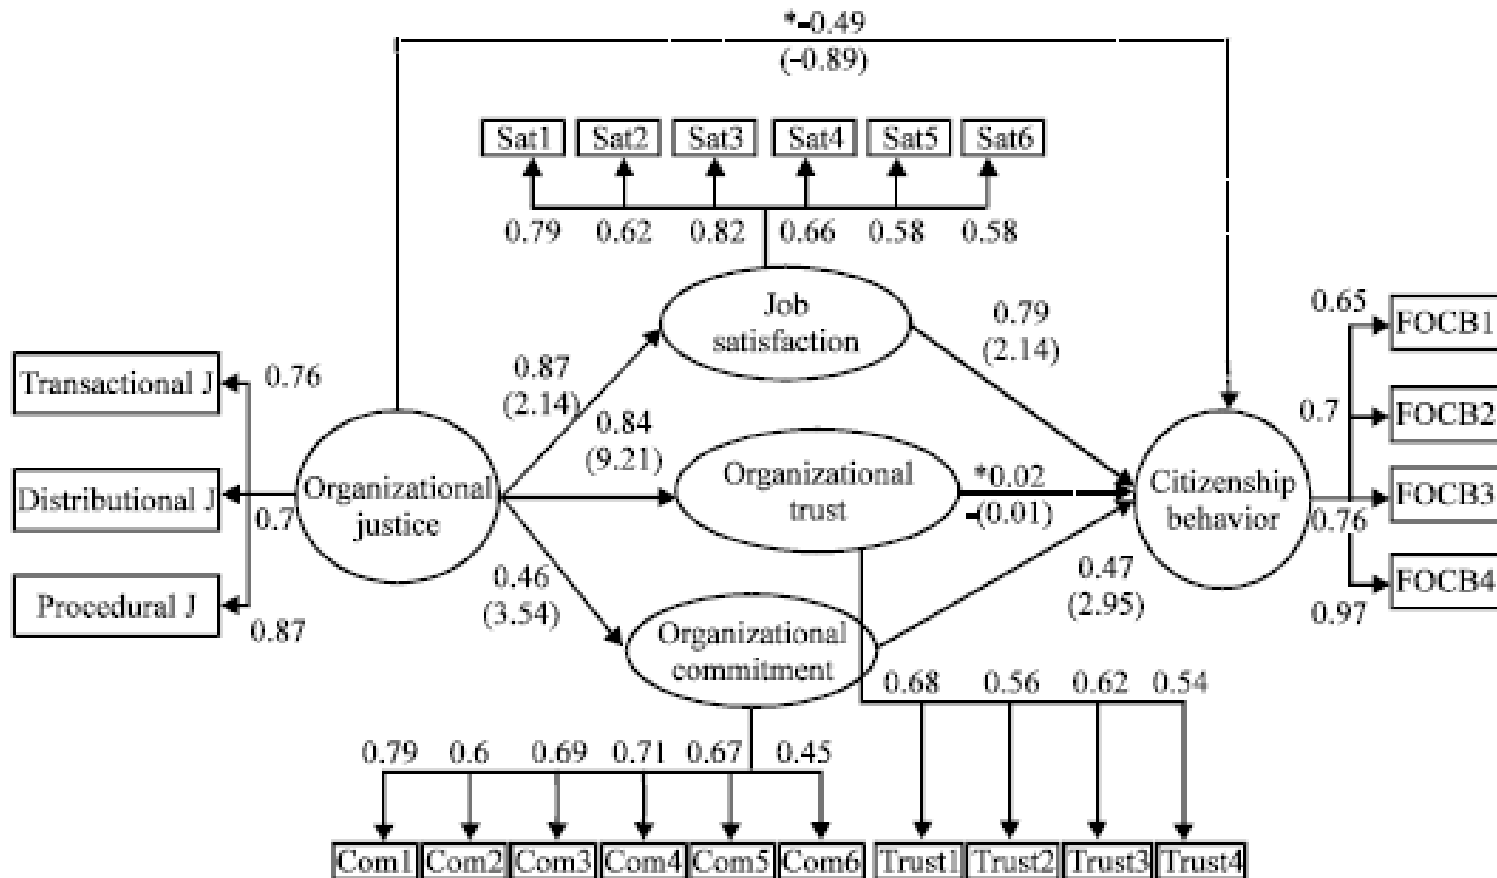 *-0.49
(-0.89)
Sat1 Sat2 Sat3 Sat4 Sat5 Sat6
0.79 0.62 0.82 0.66 0.58 0.58
Job
satisfaction
0.87
(2.14)
0.79
(2.14)
0.84
(9.21)
Organizational
trust
*0.02
-(0.01)
0.46
(3.54)
Organizational
commitment
0.47
(2.95)
Transactional J
0.76
Distributional J
0.7
Procedural J
0.87
Organizational
justice
Citizenship
behavior
0.65
FOCB1
0.7
FOCB2
FOCB3
0.76
FOCB4
0.97
0.68 0.56 0.62 0.54
0.79 0.6 0.69 0.71 0.67 0.45
Com1 Com2 Com3 Com4 Com5 Com6 Trust1 Trust2 Trust3 Trust4